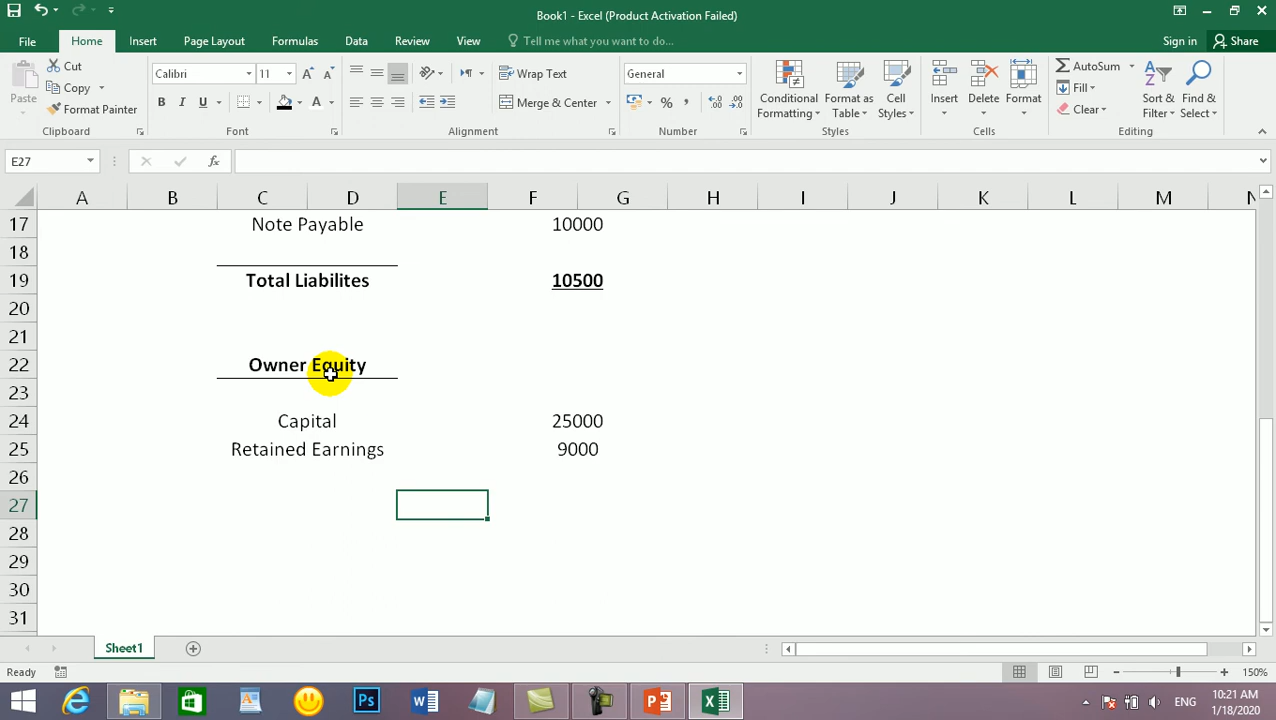 Book1 - Excel (Product Activation Failed)
File Home Insert Page Layout Formulas Data Review View Tell me what you want to do... Sign in Share
Paste Cut Copy Format Painter Clipboard
Calibri 11 B I U A A A Font
Wrap Text Merge & Center Alignment
General % , Number
Conditional Formatting Format as Table Cell Styles Styles
Insert Delete Format Cells
AutoSum Fill Clear Sort & Filter Find & Select Editing
E27 fx
A B C D E F G H I J K L M N
17 Note Payable 10000
18
19 Total Liabilites 10500
20
21
22 Owner Equity
23
24 Capital 25000
25 Retained Earnings 9000
26
27
28
29
30
31
Sheet1
Ready 150%
ENG 10:21 AM
1/18/2020